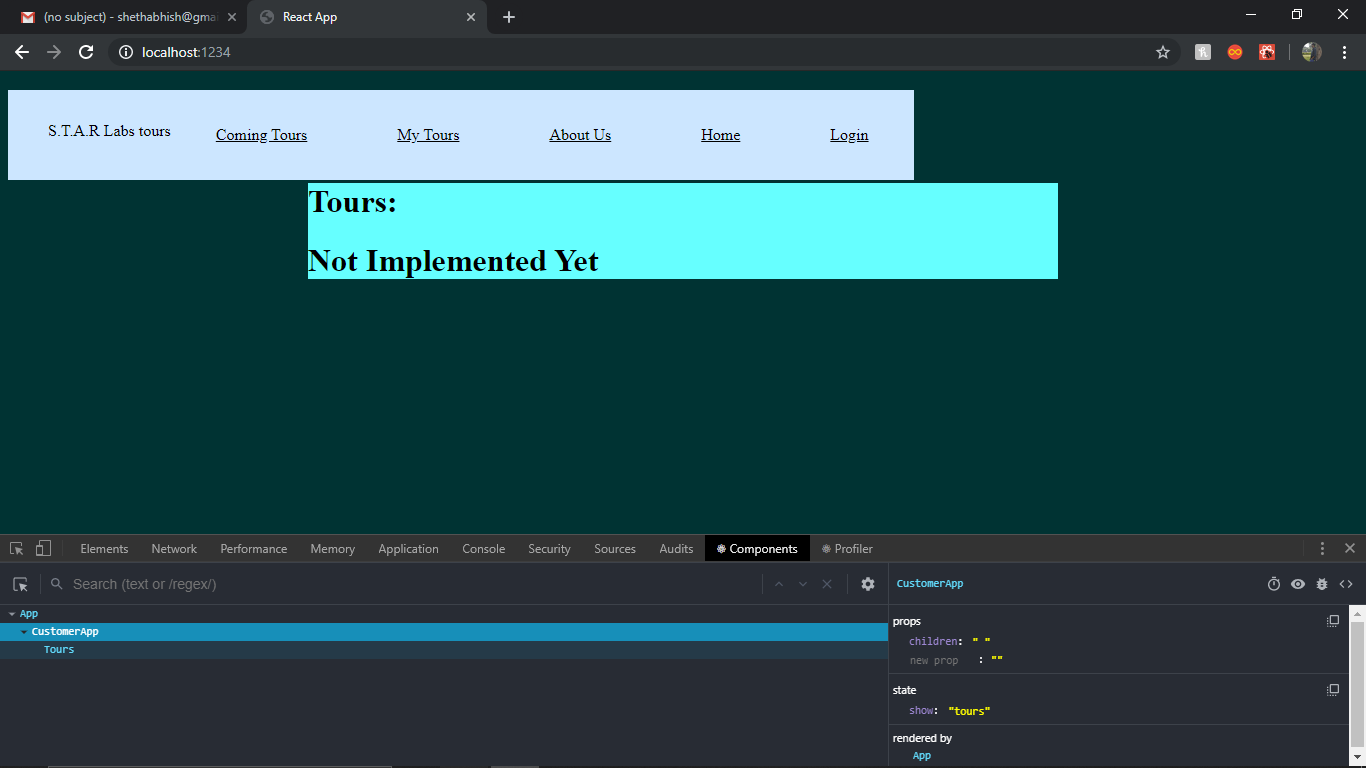 (no subject) - shethabhish@gma
React App
localhost:1234
S.T.A.R Labs tours
Coming Tours
My Tours
About Us
Home
Login
Tours:
Not Implemented Yet
Elements
Network
Performance
Memory
Application
Console
Security
Sources
Audits
Components
Profiler
Search (text or /regex/)
CustomerApp
App
CustomerApp
Tours
props
children: " "
new prop : ""
state
show: "tours"
rendered by
App